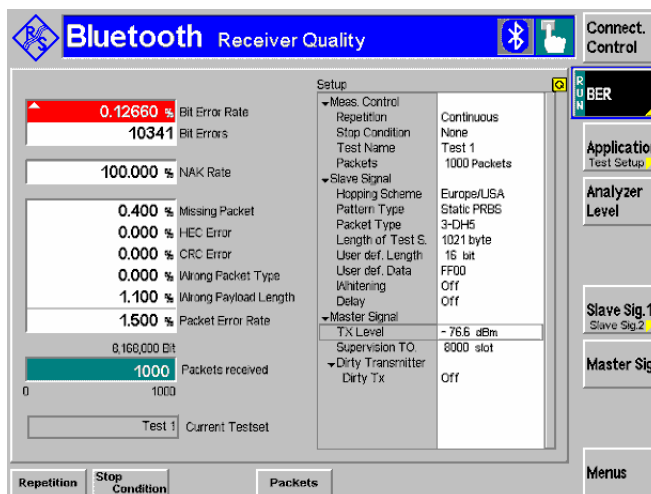 R&S
Bluetooth Receiver Quality
Connect.
Control
Setup
0.12660 % Bit Error Rate
10341 Bit Errors
100.000 % NAK Rate
0.400 % Missing Packet
0.000 % HEC Error
0.000 % CRC Error
0.000 % Wrong Packet Type
1.100 % Wrong Payload Length
1.500 % Packet Error Rate
8,168,000 Bit
1000 Packets received
0 1000
Test 1 Current Testset
Meas. Control
Repetition Continuous
Stop Condition None
Test Name Test 1
Packets 1000 Packets
Slave Signal
Hopping Scheme Europe/USA
Pattern Type Static PRBS
Packet Type 3-DH5
Length of Test S. 1021 byte
User def. Length 16 bit
User def. Data FF00
Whitening Off
Delay Off
Master Signal
TX Level - 76.6 dBm
Supervision TO. 8000 slot
Dirty Transmitter
Dirty Tx Off
RUN
BER
Applicatio
Test Setup
Analyzer
Level
Slave Sig.1
Slave Sig.2
Master Sig
Menus
Repetition
Stop
Condition
Packets